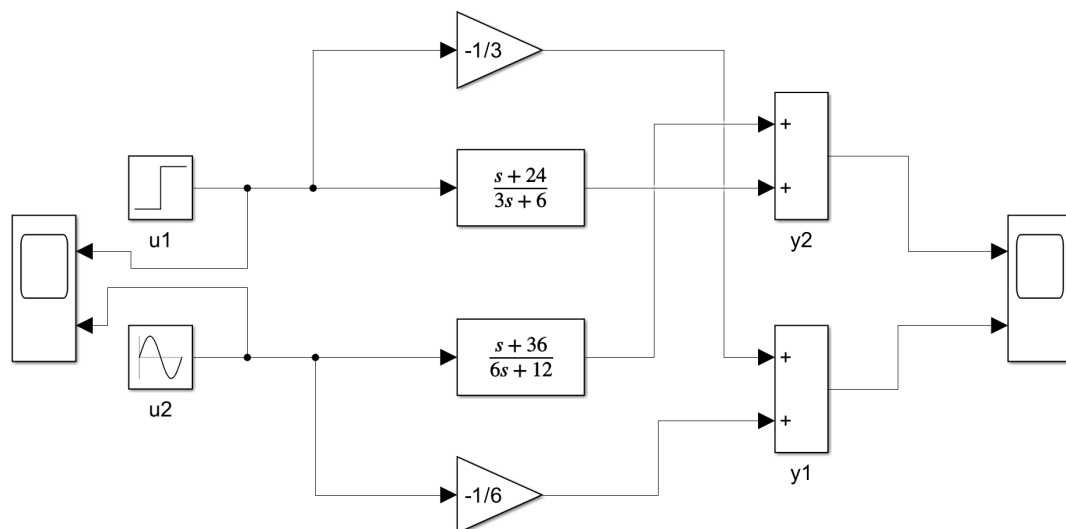 -1/3
+
s + 24
3s + 6
+
y2
u1
s + 36
6s + 12
+
u2
+
y1
-1/6